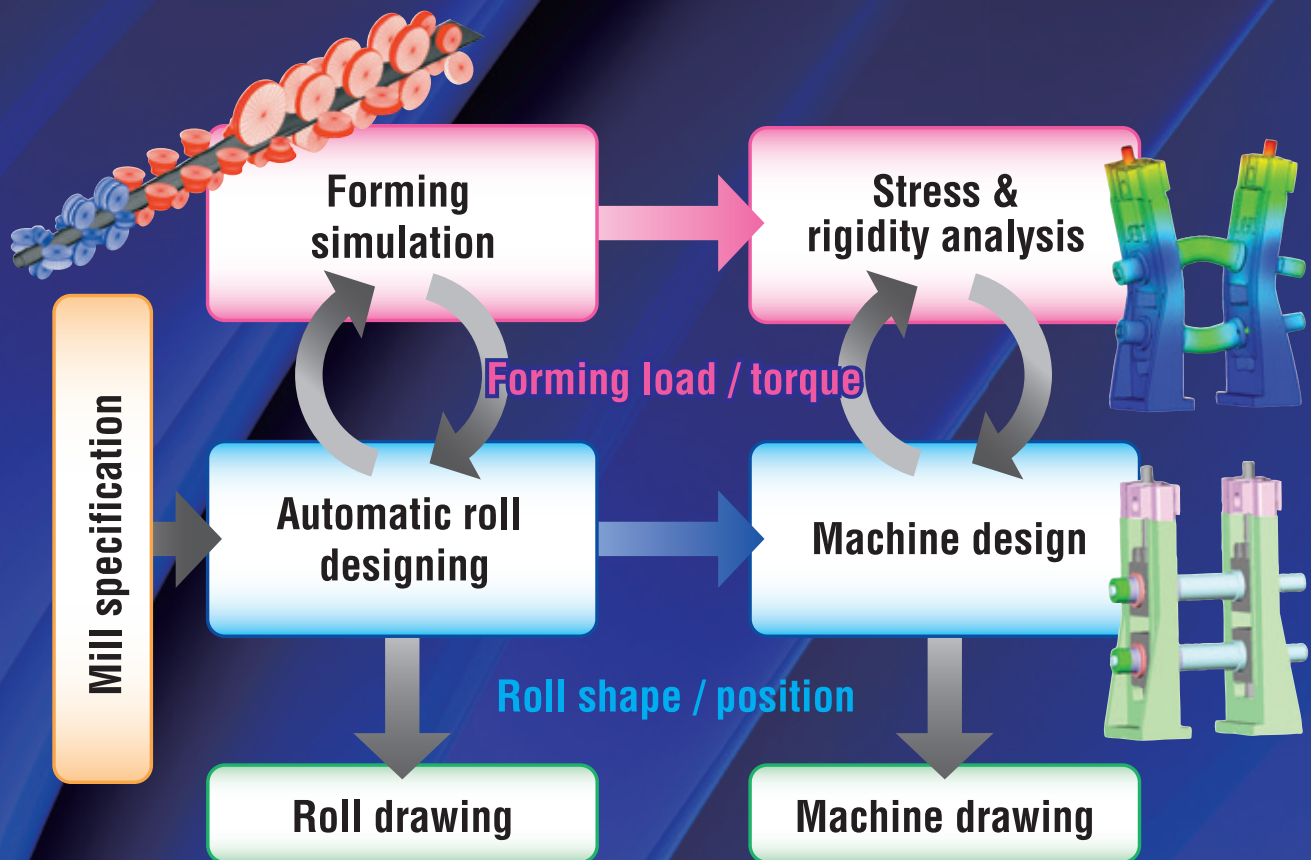 Forming
simulation
Stress &
rigidity analysis
Forming load / torque
Mill specification
Automatic roll
designing
Machine design
Roll shape / position
Roll drawing
Machine drawing